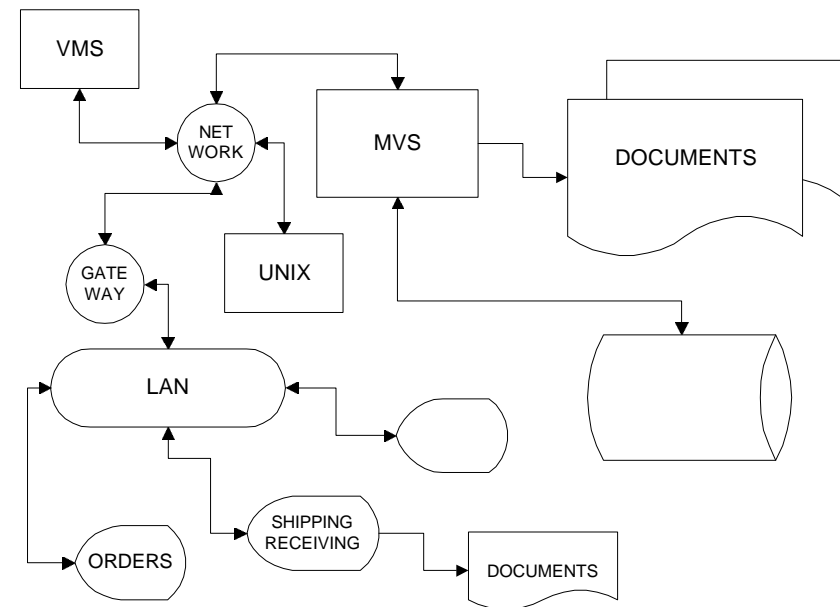 VMS
NET
WORK
MVS
DOCUMENTS
GATE
WAY
UNIX
LAN
SHIPPING
RECEIVING
ORDERS
DOCUMENTS